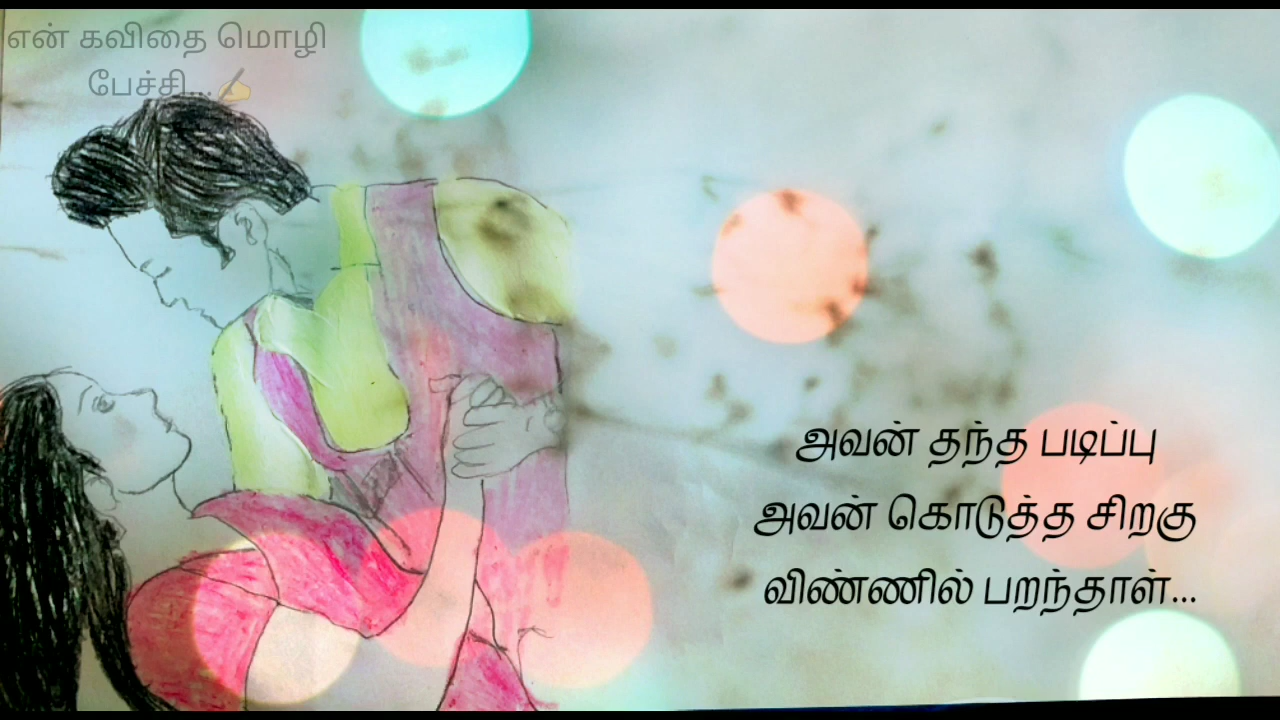 என் கவிதை மொழி
பேச்சி...✍
அவன் தந்த படிப்பு
அவன் கொடுத்த சிறகு
விண்ணில் பறந்தாள்...